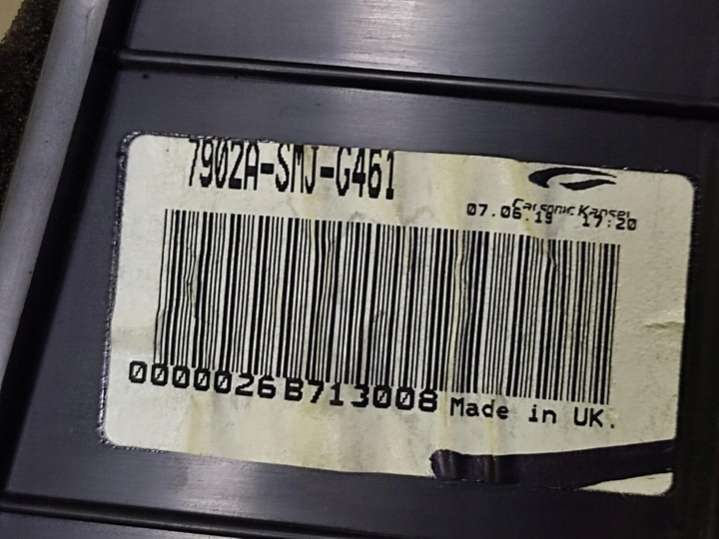 7902A-SMJ-G461
Calsonic Kansei
07.06.19 17:20
0000026B713008 Made in UK.